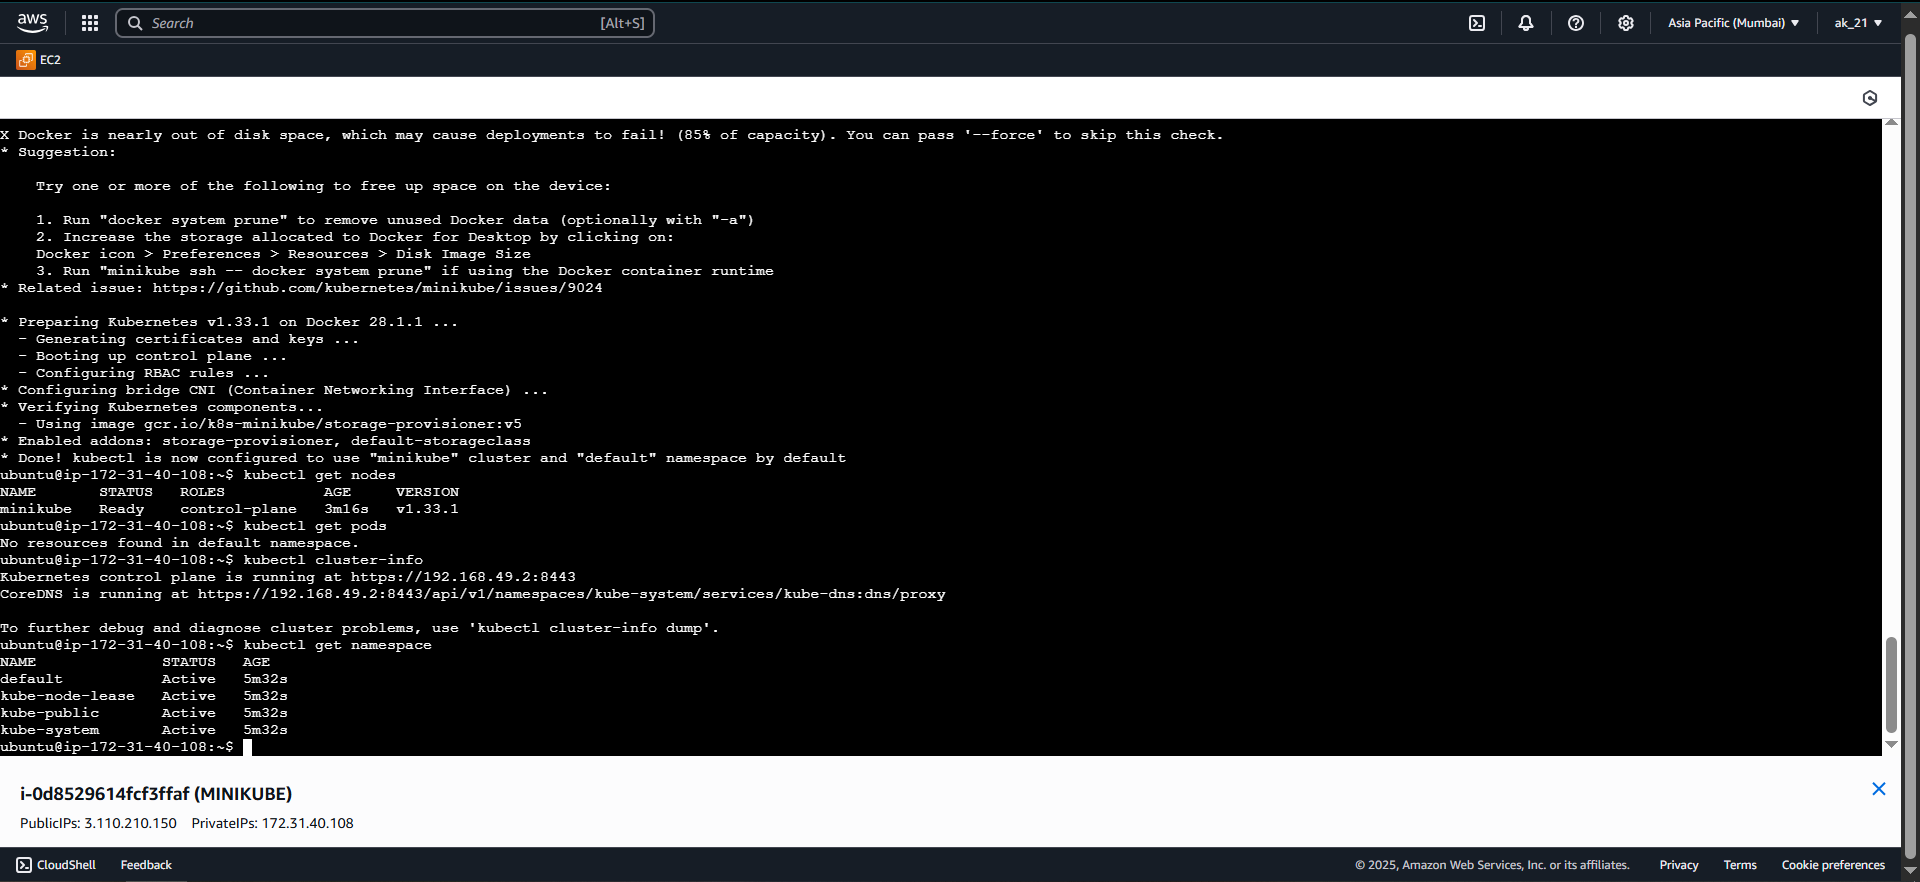 aws
Search [Alt+S]
Asia Pacific (Mumbai) ▼
ak_21 ▼
EC2
X Docker is nearly out of disk space, which may cause deployments to fail! (85% of capacity). You can pass '--force' to skip this check.
* Suggestion:
Try one or more of the following to free up space on the device:
1. Run "docker system prune" to remove unused Docker data (optionally with "-a")
2. Increase the storage allocated to Docker for Desktop by clicking on:
Docker icon > Preferences > Resources > Disk Image Size
3. Run "minikube ssh -- docker system prune" if using the Docker container runtime
* Related issue: https://github.com/kubernetes/minikube/issues/9024
* Preparing Kubernetes v1.33.1 on Docker 28.1.1 ...
- Generating certificates and keys ...
- Booting up control plane ...
- Configuring RBAC rules ...
* Configuring bridge CNI (Container Networking Interface) ...
* Verifying Kubernetes components...
- Using image gcr.io/k8s-minikube/storage-provisioner:v5
* Enabled addons: storage-provisioner, default-storageclass
* Done! kubectl is now configured to use "minikube" cluster and "default" namespace by default
ubuntu@ip-172-31-40-108:~$ kubectl get nodes
NAME STATUS ROLES AGE VERSION
minikube Ready control-plane 3m16s v1.33.1
ubuntu@ip-172-31-40-108:~$ kubectl get pods
No resources found in default namespace.
ubuntu@ip-172-31-40-108:~$ kubectl cluster-info
Kubernetes control plane is running at https://192.168.49.2:8443
CoreDNS is running at https://192.168.49.2:8443/api/v1/namespaces/kube-system/services/kube-dns:dns/proxy
To further debug and diagnose cluster problems, use 'kubectl cluster-info dump'.
ubuntu@ip-172-31-40-108:~$ kubectl get namespace
NAME STATUS AGE
default Active 5m32s
kube-node-lease Active 5m32s
kube-public Active 5m32s
kube-system Active 5m32s
ubuntu@ip-172-31-40-108:~$
i-0d8529614fcf3ffaf (MINIKUBE)
PublicIPs: 3.110.210.150 PrivateIPs: 172.31.40.108
CloudShell Feedback © 2025, Amazon Web Services, Inc. or its affiliates. Privacy Terms Cookie preferences